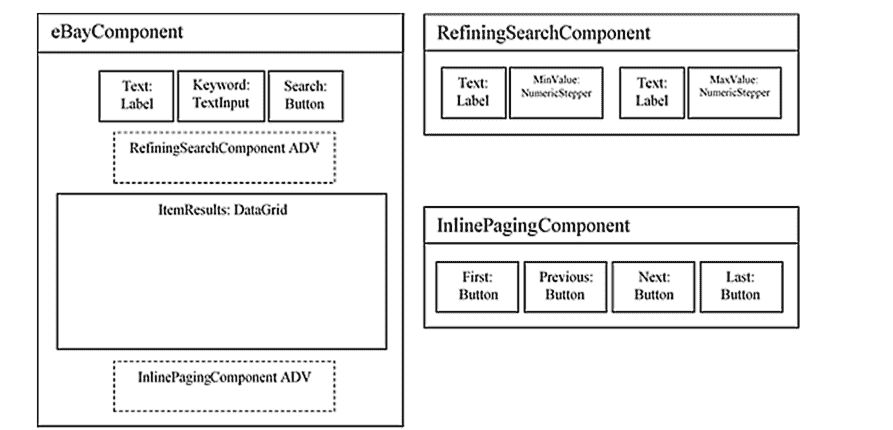 eBayComponent
Text:
Label
Keyword:
TextInput
Search:
Button
RefiningSearchComponent ADV
ItemResults: DataGrid
InlinePagingComponent ADV
RefiningSearchComponent
Text:
Label
MinValue:
NumericStepper
Text:
Label
MaxValue:
NumericStepper
InlinePagingComponent
First:
Button
Previous:
Button
Next:
Button
Last:
Button